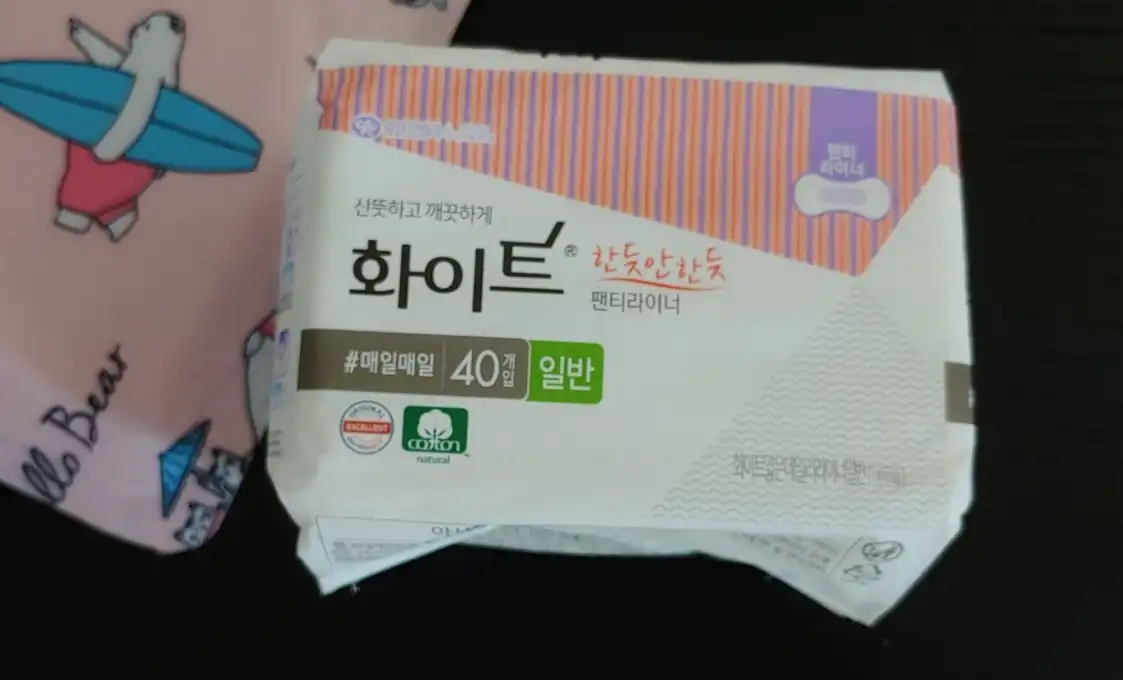 llo Bear
팬티
라이너
산뜻하고 깨끗하게
화이트®
한듯안한듯
팬티라이너
#매일매일 40개입 일반
ORIGINAL
EXCELLENT
cotton
natural